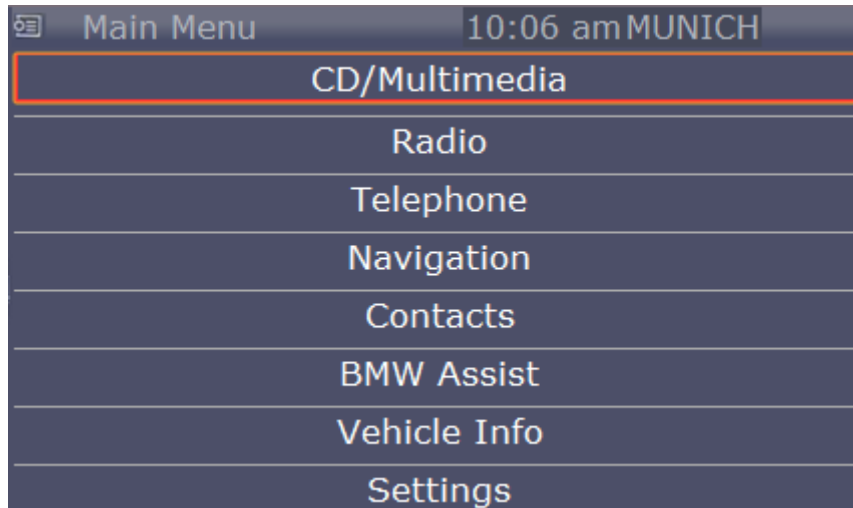 Main Menu 10:06 am MUNICH
CD/Multimedia
Radio
Telephone
Navigation
Contacts
BMW Assist
Vehicle Info
Settings